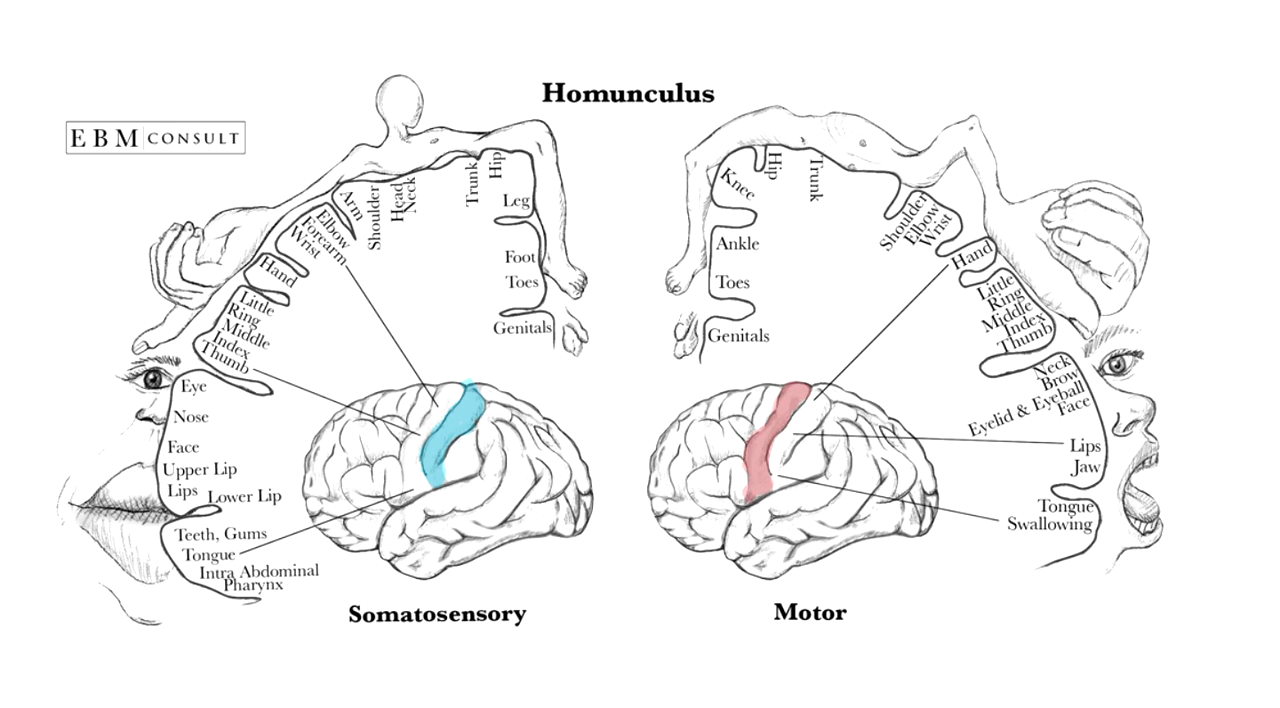 Homunculus
EBM CONSULT
Hip
Trunk
Neck
Head
Shoulder
Arm
Elbow
Forearm
Wrist
Hand
Little
Ring
Middle
Index
Thumb
Leg
Foot
Toes
Genitals
Eye
Nose
Face
Upper Lip
Lips
Lower Lip
Teeth, Gums
Tongue
Intra Abdominal
Pharynx
Somatosensory
Knee
Hip
Trunk
Shoulder
Elbow
Wrist
Hand
Little
Ring
Middle
Index
Thumb
Ankle
Toes
Genitals
Neck
Brow
Eyelid & Eyeball
Face
Lips
Jaw
Tongue
Swallowing
Motor